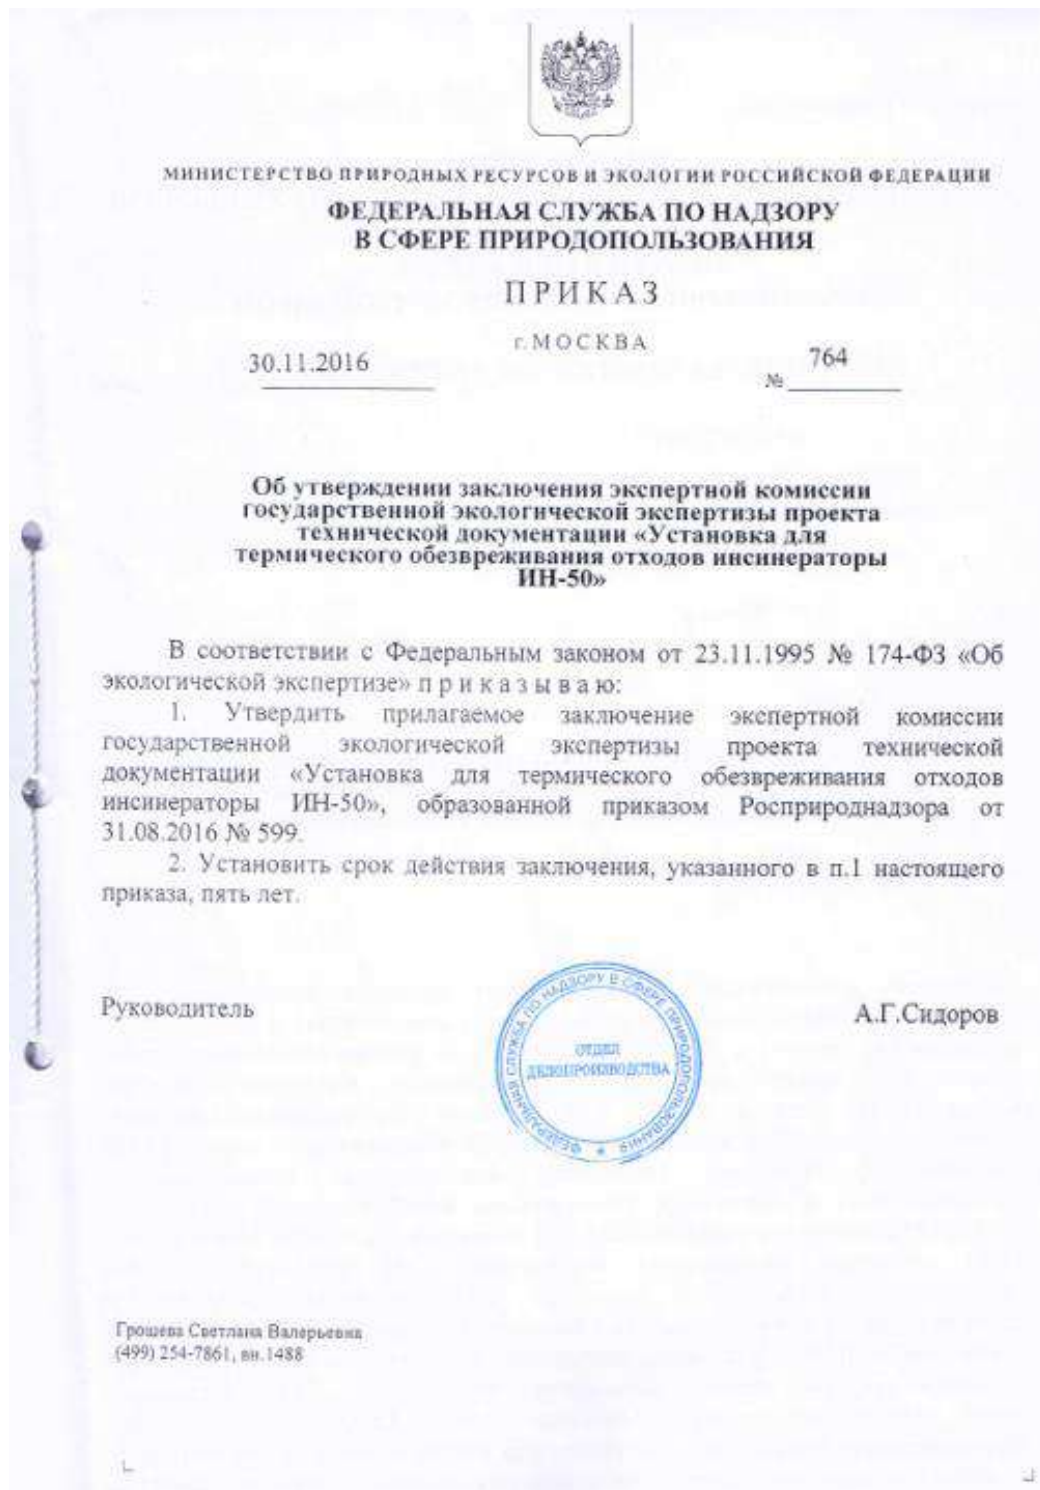 МИНИСТЕРСТВО ПРИРОДНЫХ РЕСУРСОВ И ЭКОЛОГИИ РОССИЙСКОЙ ФЕДЕРАЦИИ
ФЕДЕРАЛЬНАЯ СЛУЖБА ПО НАДЗОРУ
В СФЕРЕ ПРИРОДОПОЛЬЗОВАНИЯ
ПРИКАЗ
г.МОСКВА
30.11.2016
№ 764
Об утверждении заключения экспертной комиссии
государственной экологической экспертизы проекта
технической документации «Установка для
термического обезвреживания отходов инсинераторы
ИН-50»
В соответствии с Федеральным законом от 23.11.1995 № 174-ФЗ «Об
экологической экспертизе» п р и к а з ы в а ю:
1. Утвердить прилагаемое заключение экспертной комиссии
государственной экологической экспертизы проекта технической
документации «Установка для термического обезвреживания отходов
инсинераторы ИН-50», образованной приказом Росприроднадзора от
31.08.2016 № 599.
2. Установить срок действия заключения, указанного в п.1 настоящего
приказа, пять лет.
Руководитель
А.Г.Сидоров
ФЕДЕРАЛЬНАЯ СЛУЖБА ПО НАДЗОРУ В СФЕРЕ ПРИРОДОПОЛЬЗОВАНИЯ
ОТДЕЛ
ДЕЛОПРОИЗВОДСТВА
Грошева Светлана Валерьевна
(499) 254-7861, вн.1488